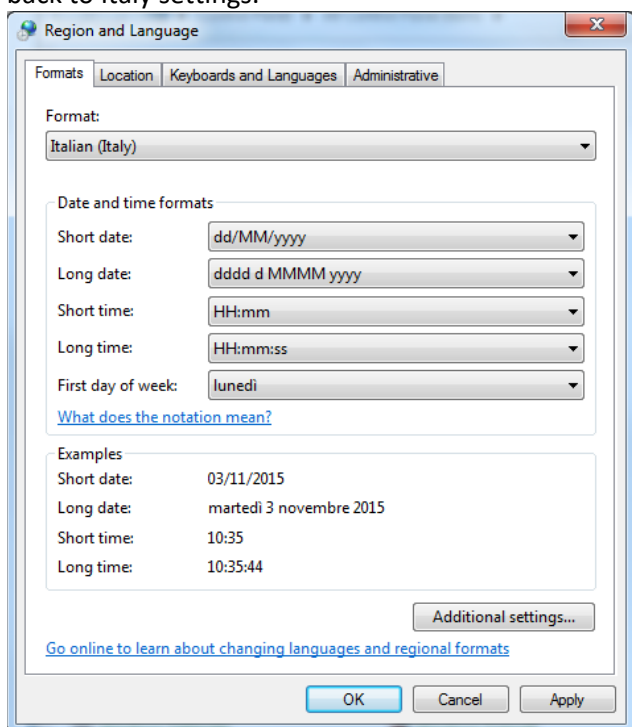 back to Italy settings.
Region and Language
Formats Location Keyboards and Languages Administrative
Format:
Italian (Italy)
Date and time formats
Short date: dd/MM/yyyy
Long date: dddd d MMMM yyyy
Short time: HH:mm
Long time: HH:mm:ss
First day of week: lunedì
What does the notation mean?
Examples
Short date: 03/11/2015
Long date: martedì 3 novembre 2015
Short time: 10:35
Long time: 10:35:44
Additional settings...
Go online to learn about changing languages and regional formats
OK Cancel Apply